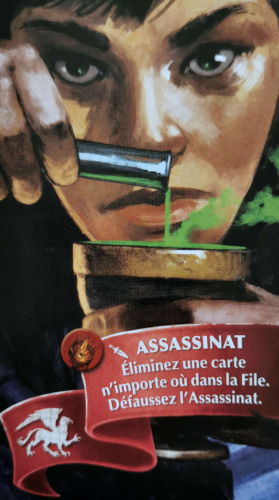 ASSASSINAT
Éliminez une carte
n'importe où dans la File.
Défaussez l'Assassinat.